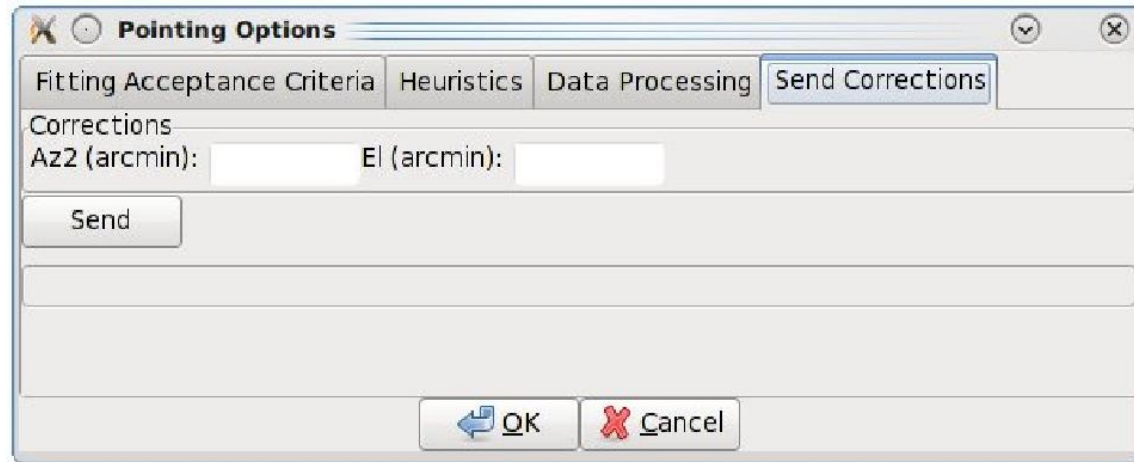 Pointing Options
Fitting Acceptance Criteria Heuristics Data Processing Send Corrections
Corrections
Az2 (arcmin): El (arcmin):
Send
OK Cancel